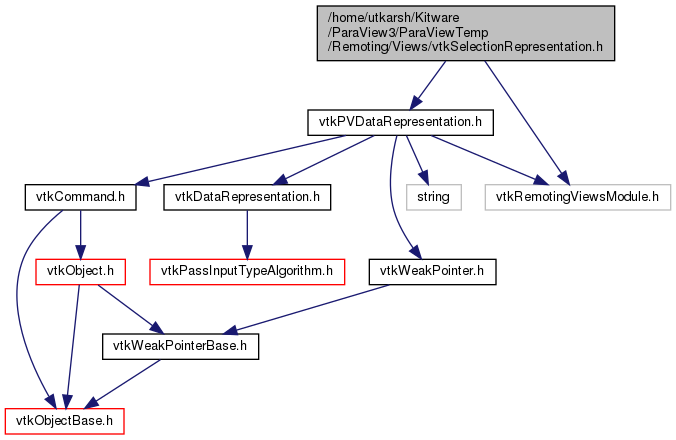 /home/utkarsh/Kitware
/ParaView3/ParaViewTemp
/Remoting/Views/vtkSelectionRepresentation.h
vtkPVDataRepresentation.h
vtkCommand.h
vtkDataRepresentation.h
string
vtkRemotingViewsModule.h
vtkObject.h
vtkPassInputTypeAlgorithm.h
vtkWeakPointer.h
vtkWeakPointerBase.h
vtkObjectBase.h